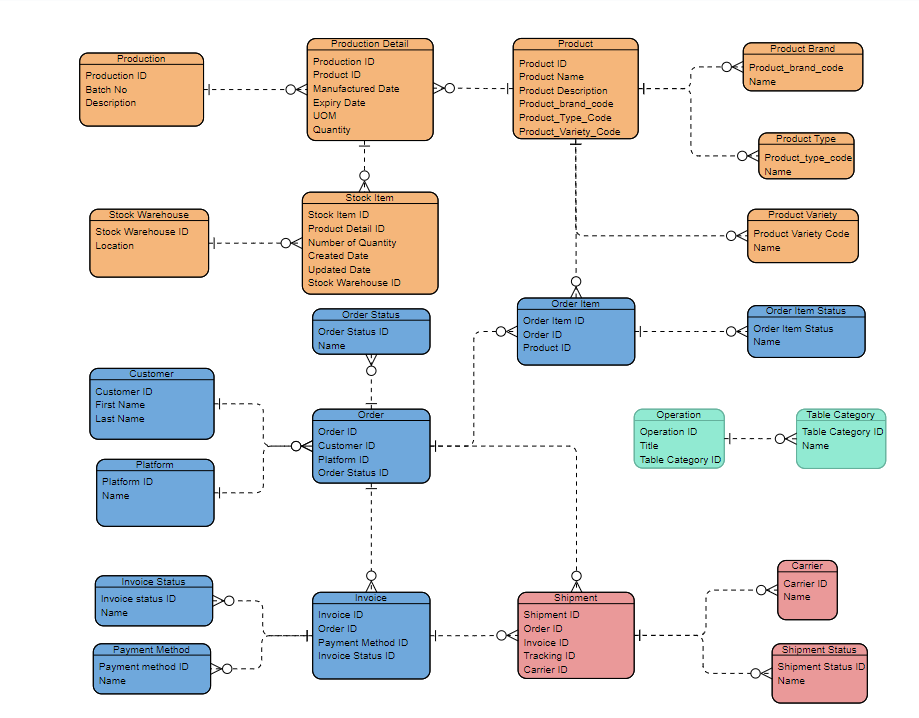 Production
Production ID
Batch No
Description
Production Detail
Production ID
Product ID
Manufactured Date
Expiry Date
UOM
Quantity
Product
Product ID
Product Name
Product Description
Product_brand_code
Product_Type_Code
Product_Variety_Code
Product Brand
Product_brand_code
Name
Product Type
Product_type_code
Name
Stock Warehouse
Stock Warehouse ID
Location
Stock Item
Stock Item ID
Product Detail ID
Number of Quantity
Created Date
Updated Date
Stock Warehouse ID
Product Variety
Product Variety Code
Name
Order Status
Order Status ID
Name
Order Item
Order Item ID
Order ID
Product ID
Order Item Status
Order Item Status
Name
Customer
Customer ID
First Name
Last Name
Order
Order ID
Customer ID
Platform ID
Order Status ID
Operation
Operation ID
Title
Table Category ID
Table Category
Table Category ID
Name
Platform
Platform ID
Name
Invoice Status
Invoice status ID
Name
Payment Method
Payment method ID
Name
Invoice
Invoice ID
Order ID
Payment Method ID
Invoice Status ID
Shipment
Shipment ID
Order ID
Invoice ID
Tracking ID
Carrier ID
Carrier
Carrier ID
Name
Shipment Status
Shipment Status ID
Name